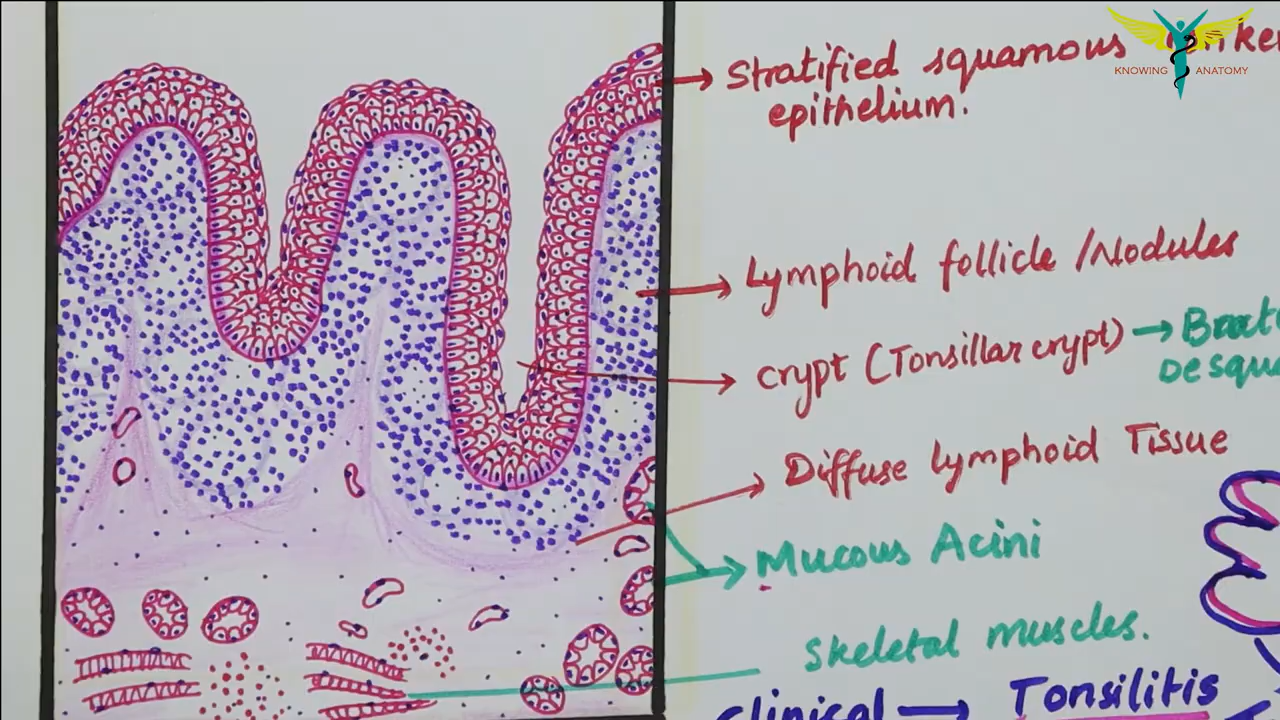 Stratified squamous
epithelium.
KNOWING ANATOMY
Lymphoid follicle /Nodules
crypt (Tonsillar crypt) →
Diffuse lymphoid Tissue
Mucous Acini
Skeletal muscles.
Clinical → Tonsilitis